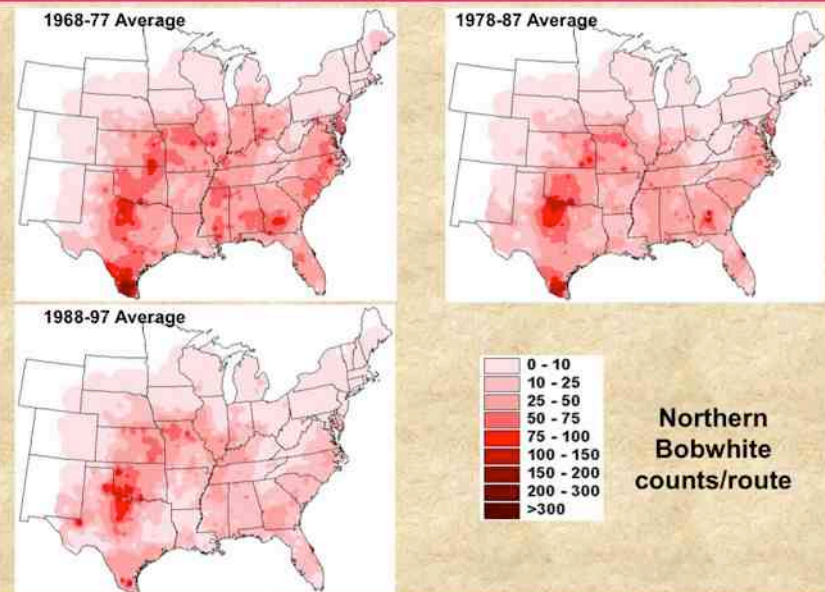 1968-77 Average
1978-87 Average
1988-97 Average
0 - 10
10 - 25
25 - 50
50 - 75
75 - 100
100 - 150
150 - 200
200 - 300
>300
Northern
Bobwhite
counts/route